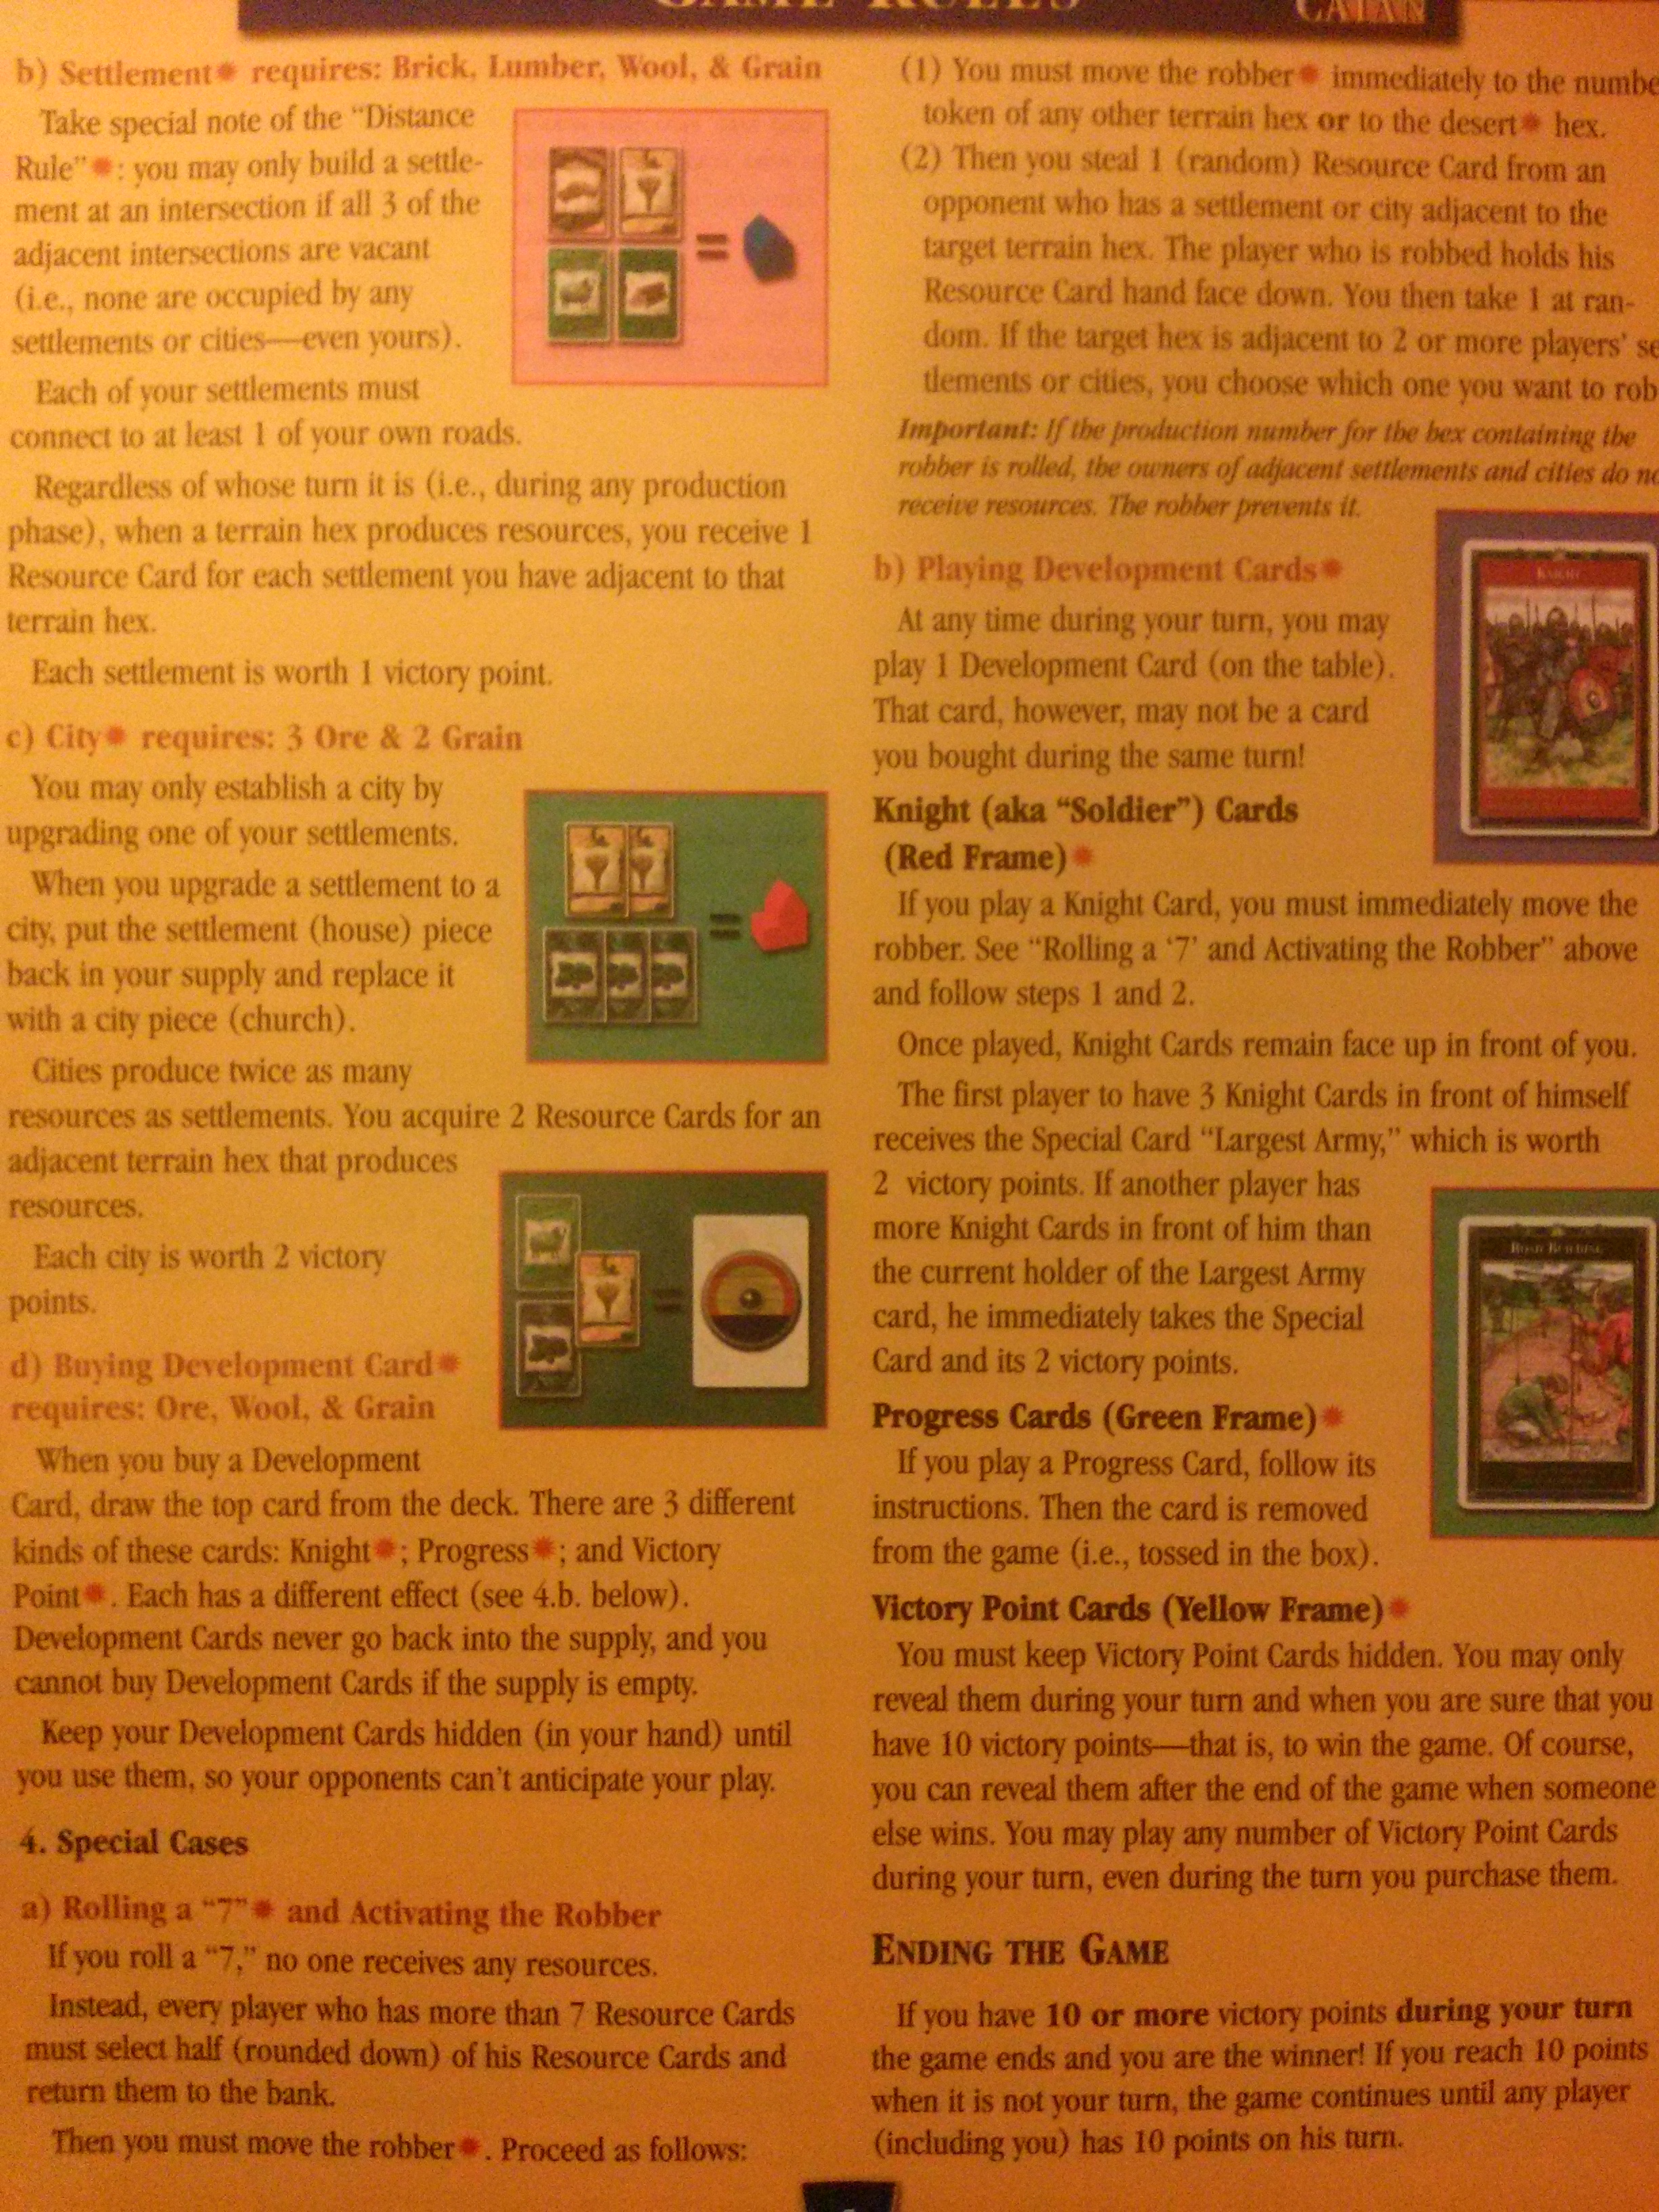 GAME RULES
CATAN
b) Settlement* requires: Brick, Lumber, Wool, & Grain
Take special note of the “Distance
Rule”*: you may only build a settle-
ment at an intersection if all 3 of the
adjacent intersections are vacant
(i.e., none are occupied by any
settlements or cities—even yours).
Each of your settlements must
connect to at least 1 of your own roads.
Regardless of whose turn it is (i.e., during any production
phase), when a terrain hex produces resources, you receive 1
Resource Card for each settlement you have adjacent to that
terrain hex.
Each settlement is worth 1 victory point.
c) City* requires: 3 Ore & 2 Grain
You may only establish a city by
upgrading one of your settlements.
When you upgrade a settlement to a
city, put the settlement (house) piece
back in your supply and replace it
with a city piece (church).
Cities produce twice as many
resources as settlements. You acquire 2 Resource Cards for an
adjacent terrain hex that produces
resources.
Each city is worth 2 victory
points.
d) Buying Development Card*
requires: Ore, Wool, & Grain
When you buy a Development
Card, draw the top card from the deck. There are 3 different
kinds of these cards: Knight*; Progress*; and Victory
Point*. Each has a different effect (see 4.b. below).
Development Cards never go back into the supply, and you
cannot buy Development Cards if the supply is empty.
Keep your Development Cards hidden (in your hand) until
you use them, so your opponents can't anticipate your play.
4. Special Cases
a) Rolling a “7”* and Activating the Robber
If you roll a “7,” no one receives any resources.
Instead, every player who has more than 7 Resource Cards
must select half (rounded down) of his Resource Cards and
return them to the bank.
Then you must move the robber*. Proceed as follows:
(1) You must move the robber* immediately to the numbe
token of any other terrain hex or to the desert* hex.
(2) Then you steal 1 (random) Resource Card from an
opponent who has a settlement or city adjacent to the
target terrain hex. The player who is robbed holds his
Resource Card hand face down. You then take 1 at ran-
dom. If the target hex is adjacent to 2 or more players' se
tlements or cities, you choose which one you want to rob
Important: If the production number for the hex containing the
robber is rolled, the owners of adjacent settlements and cities do no
receive resources. The robber prevents it.
b) Playing Development Cards*
At any time during your turn, you may
play 1 Development Card (on the table).
That card, however, may not be a card
you bought during the same turn!
KNIGHT
Knight (aka “Soldier”) Cards
(Red Frame)*
If you play a Knight Card, you must immediately move the
robber. See “Rolling a ‘7’ and Activating the Robber” above
and follow steps 1 and 2.
Once played, Knight Cards remain face up in front of you.
The first player to have 3 Knight Cards in front of himself
receives the Special Card “Largest Army,” which is worth
2 victory points. If another player has
more Knight Cards in front of him than
the current holder of the Largest Army
card, he immediately takes the Special
Card and its 2 victory points.
ROAD BUILDING
Progress Cards (Green Frame)*
If you play a Progress Card, follow its
instructions. Then the card is removed
from the game (i.e., tossed in the box).
Victory Point Cards (Yellow Frame)*
You must keep Victory Point Cards hidden. You may only
reveal them during your turn and when you are sure that you
have 10 victory points—that is, to win the game. Of course,
you can reveal them after the end of the game when someone
else wins. You may play any number of Victory Point Cards
during your turn, even during the turn you purchase them.
ENDING THE GAME
If you have 10 or more victory points during your turn
the game ends and you are the winner! If you reach 10 points
when it is not your turn, the game continues until any player
(including you) has 10 points on his turn.